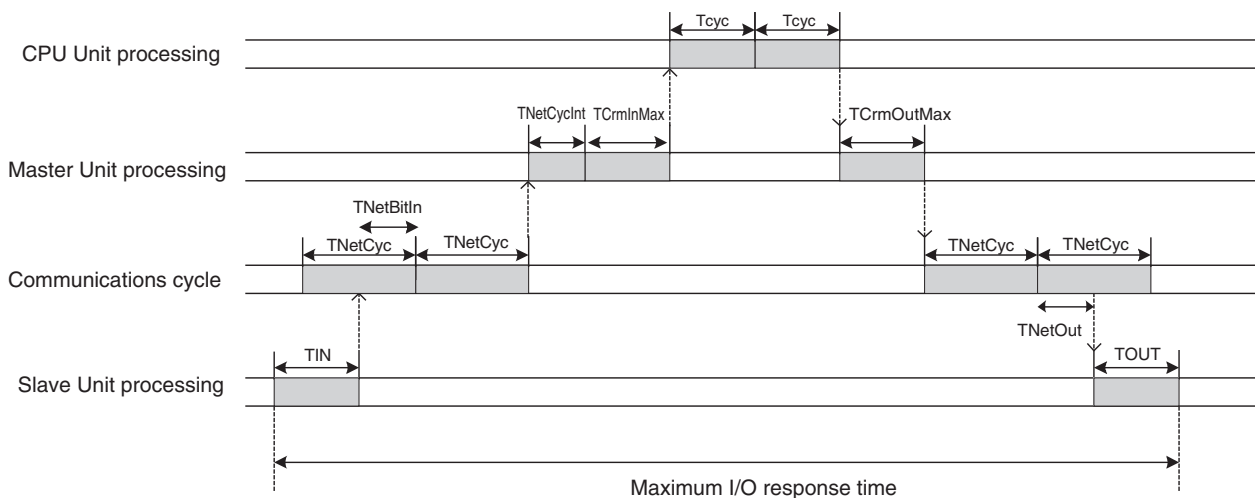 Tcyc Tcyc
CPU Unit processing
TNetCycInt TCrmInMax TCrmOutMax
Master Unit processing
TNetBitIn
TNetCyc TNetCyc TNetCyc TNetCyc
Communications cycle
TNetOut
TIN TOUT
Slave Unit processing
Maximum I/O response time